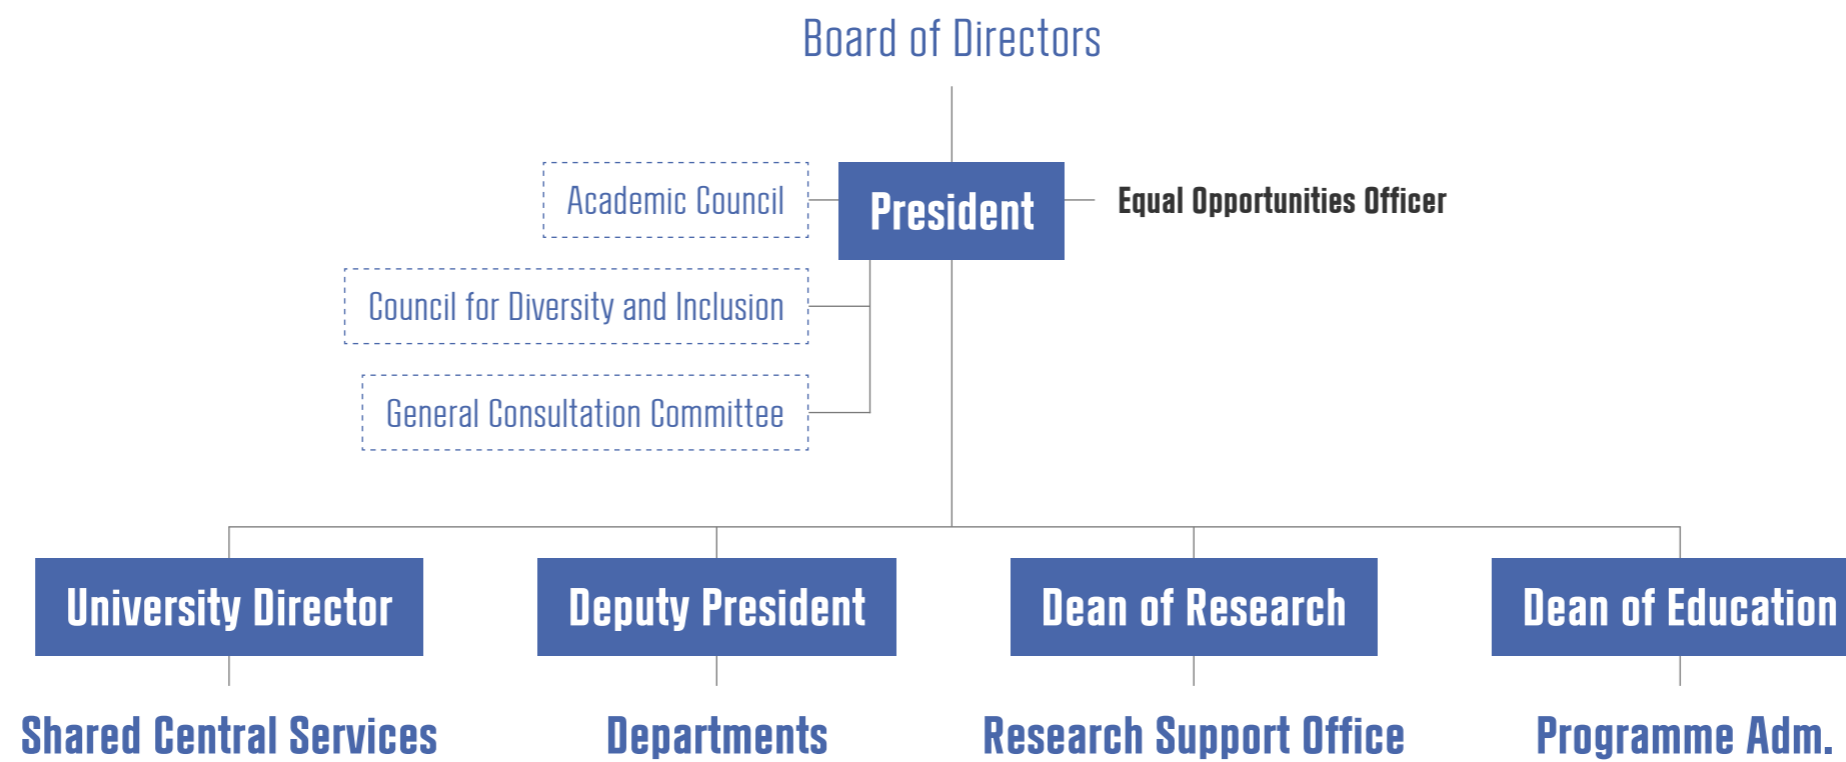 Board of Directors
Academic Council
President
Equal Opportunities Officer
Council for Diversity and Inclusion
General Consultation Committee
University Director
Deputy President
Dean of Research
Dean of Education
Shared Central Services
Departments
Research Support Office
Programme Adm.